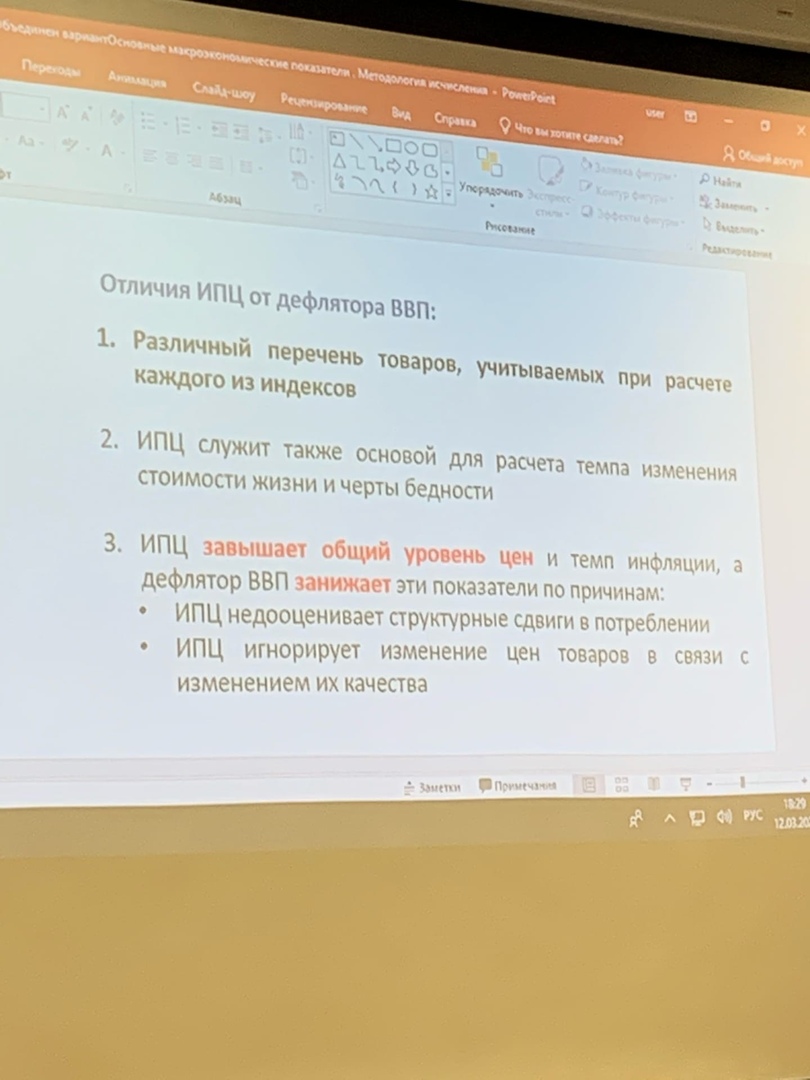 объединен вариантОсновные макроэкономические показатели . Методология исчисления - PowerPoint
user
Переходы Анимация Слайд-шоу Рецензирование Вид Справка Что вы хотите сделать?
Общий доступ
Найти
Заменить
Выделить
Редактирование
Заливка фигуры
Контур фигуры
Эффекты фигуры
Упорядочить Экспресс-
стили
Рисование
Абзац
Aa
A
Отличия ИПЦ от дефлятора ВВП:
1. Различный перечень товаров, учитываемых при расчете
каждого из индексов
2. ИПЦ служит также основой для расчета темпа изменения
стоимости жизни и черты бедности
3. ИПЦ завышает общий уровень цен и темп инфляции, а
дефлятор ВВП занижает эти показатели по причинам:
• ИПЦ недооценивает структурные сдвиги в потреблении
• ИПЦ игнорирует изменение цен товаров в связи с
изменением их качества
Заметки Примечания
РУС
18:29
12.03.20